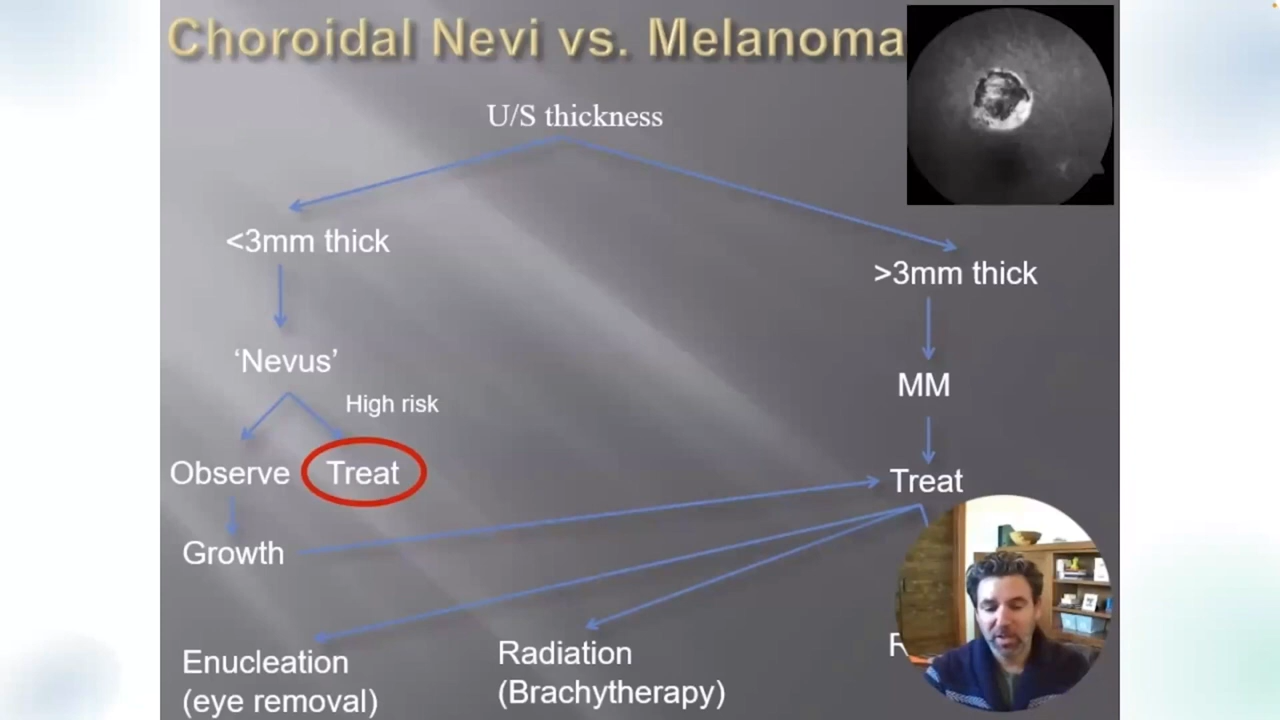 Choroidal Nevi vs. Melanoma
U/S thickness
<3mm thick
>3mm thick
‘Nevus’
MM
High risk
Observe
Treat
Treat
Growth
Enucleation
(eye removal)
Radiation
(Brachytherapy)